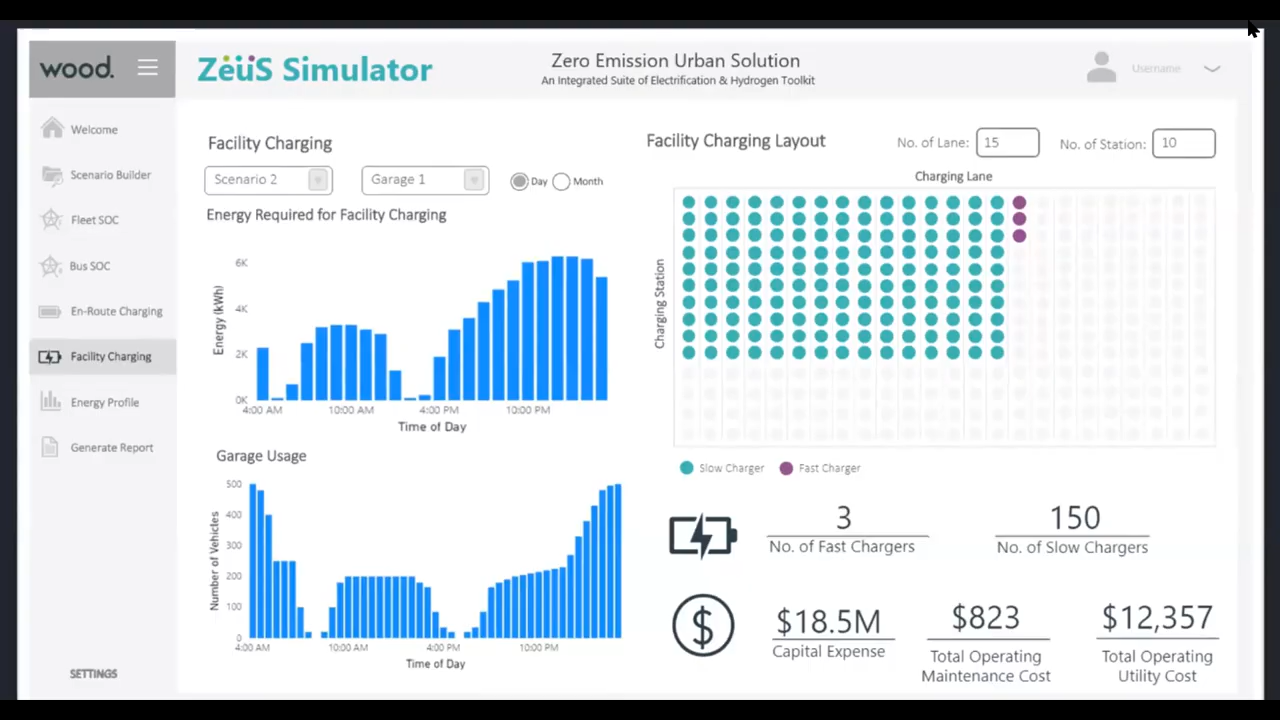 wood.
ZëüS Simulator
Zero Emission Urban Solution
An Integrated Suite of Electrification & Hydrogen Toolkit
Username
Welcome
Scenario Builder
Fleet SOC
Bus SOC
En-Route Charging
Facility Charging
Energy Profile
Generate Report
SETTINGS
Facility Charging
Scenario 2
Garage 1
Day
Month
Energy Required for Facility Charging
Energy (kWh)
6K
4K
2K
0K
4:00 AM
10:00 AM
4:00 PM
10:00 PM
Time of Day
Garage Usage
Number of Vehicles
500
400
300
200
100
0
4:00 AM
10:00 AM
4:00 PM
10:00 PM
Time of Day
Facility Charging Layout
No. of Lane: 15
No. of Station: 10
Charging Lane
Charging Station
Slow Charger
Fast Charger
3
No. of Fast Chargers
150
No. of Slow Chargers
$
$18.5M
Capital Expense
$823
Total Operating
Maintenance Cost
$12,357
Total Operating
Utility Cost